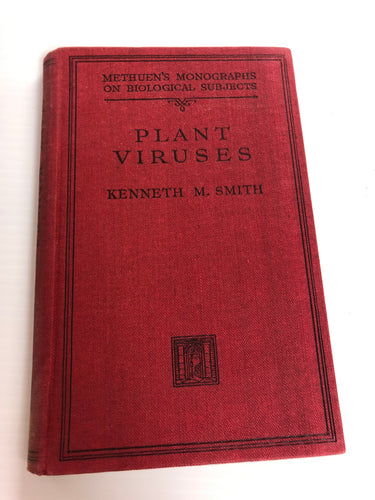 METHUEN'S MONOGRAPHS
ON BIOLOGICAL SUBJECTS
PLANT
VIRUSES
KENNETH M. SMITH